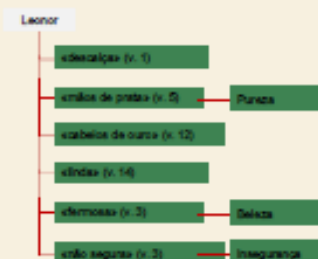 Leonor
«descalça» (v. 1)
«mãos de prata» (v. 5) Pureza
«cabelos de ouro» (v. 12)
«linda» (v. 14)
«fermosa» (v. 3) Beleza
«não segura» (v. 3) Insegurança